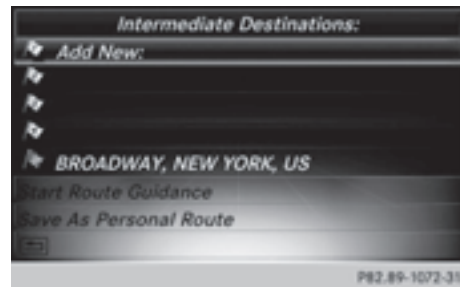 Intermediate Destinations:
Add New:
BROADWAY, NEW YORK, US
Start Route Guidance
Save As Personal Route
P82.89-1072-31